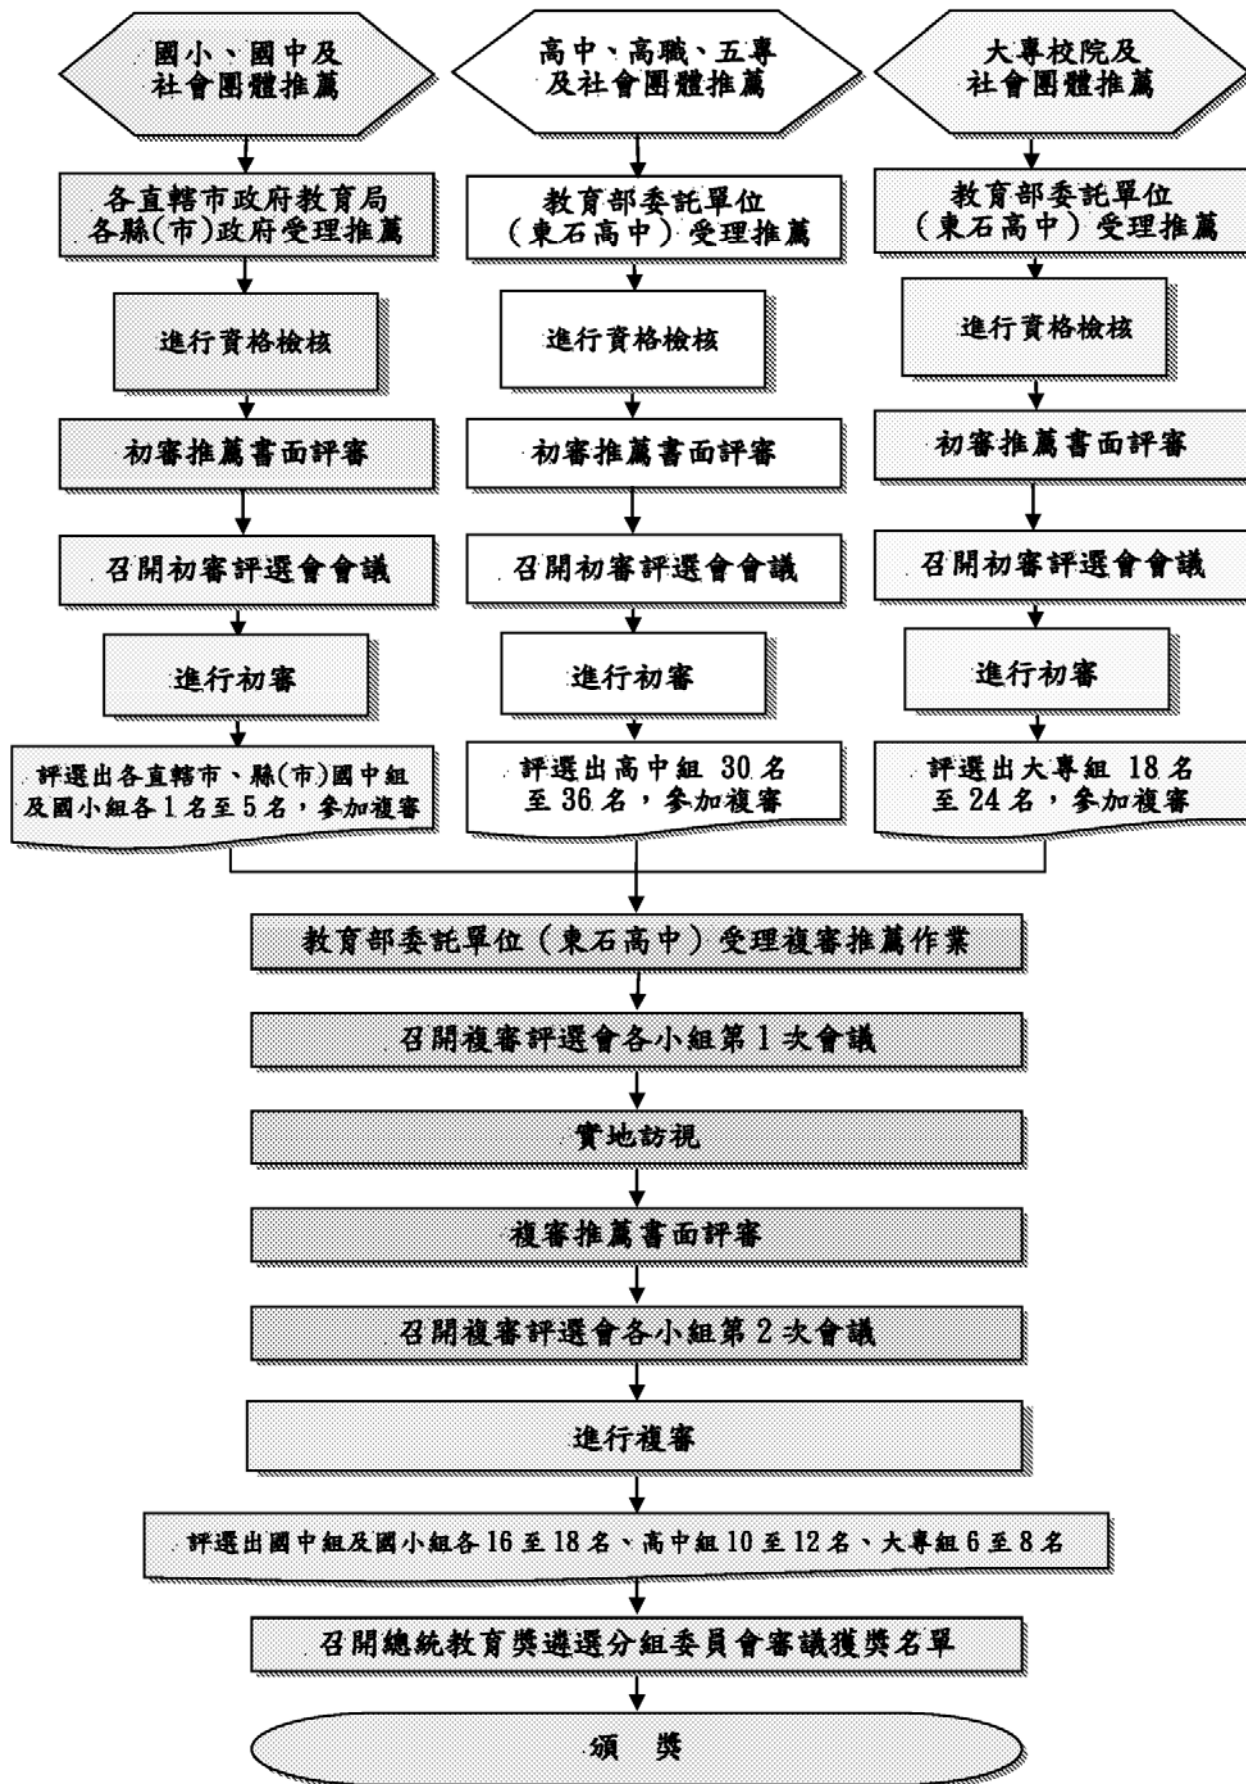 國小、國中及
社會團體推薦
各直轄市政府教育局
各縣(市)政府受理推薦
進行資格檢核
初審推薦書面評審
召開初審評選會會議
進行初審
評選出各直轄市、縣(市)國中組
及國小組各1名至5名，參加複審
高中、高職、五專
及社會團體推薦
教育部委託單位
（東石高中）受理推薦
進行資格檢核
初審推薦書面評審
召開初審評選會會議
進行初審
評選出高中組 30 名
至 36 名，參加複審
大專校院及
社會團體推薦
教育部委託單位
（東石高中）受理推薦
進行資格檢核
初審推薦書面評審
召開初審評選會會議
進行初審
評選出大專組 18 名
至 24 名，參加複審
教育部委託單位（東石高中）受理複審推薦作業
召開複審評選會各小組第 1 次會議
實地訪視
複審推薦書面評審
召開複審評選會各小組第 2 次會議
進行複審
評選出國中組及國小組各 16 至 18 名、高中組 10 至 12 名、大專組 6 至 8 名
召開總統教育獎遴選分組委員會審議獲獎名單
頒　獎